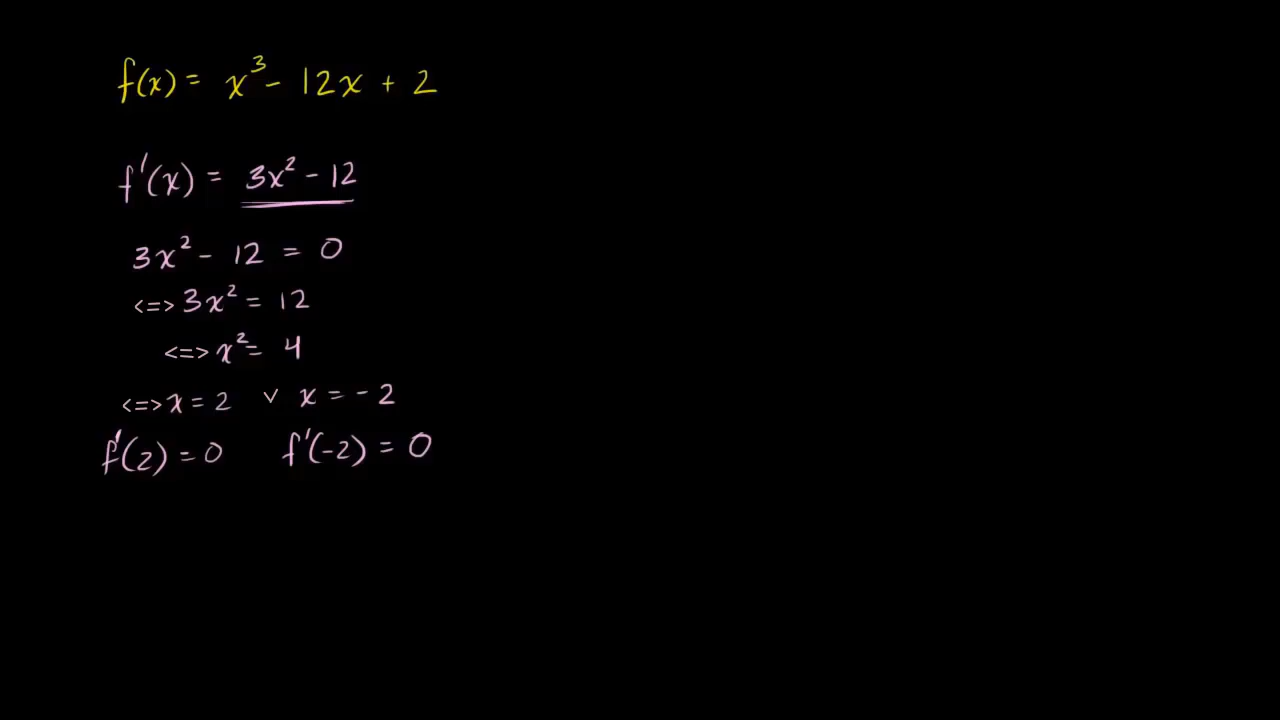 f(x) = x³ - 12x + 2
f'(x) = 3x² - 12
3x² - 12 = 0
<=> 3x² = 12
<=> x² = 4
<=> x = 2 ∨ x = -2
f'(2) = 0 f'(-2) = 0